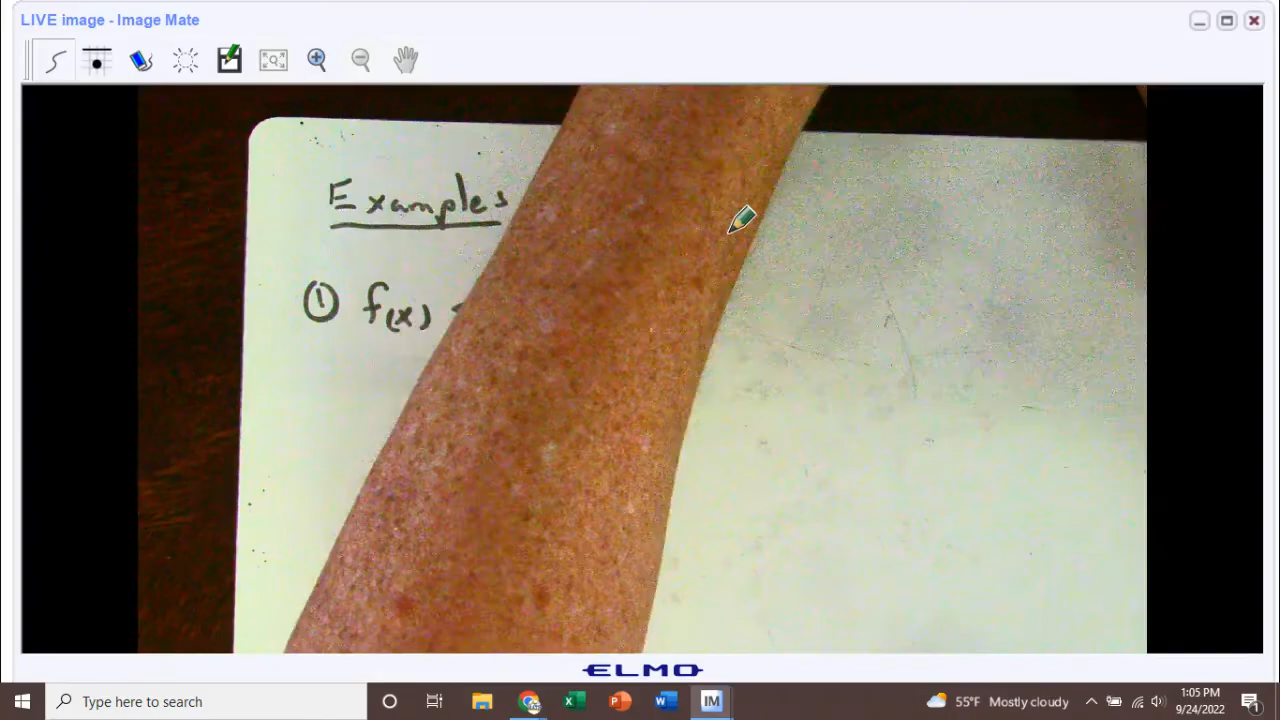 LIVE image - Image Mate
Examples
① f(x)
ELMO
Type here to search
55°F Mostly cloudy
1:05 PM
9/24/2022